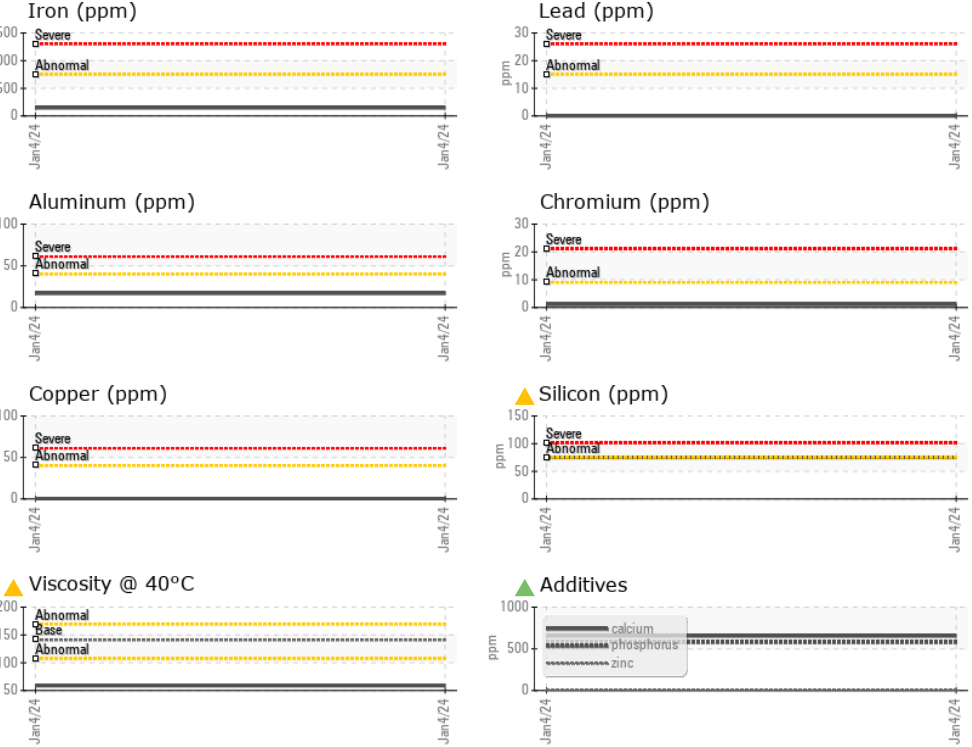 Iron (ppm)
Severe
Abnormal
500
000
500
0
Jan4/24
Jan4/24
Lead (ppm)
ppm
30
20
10
0
Severe
Abnormal
Jan4/24
Jan4/24
Aluminum (ppm)
100
50
0
Severe
Abnormal
Jan4/24
Jan4/24
Chromium (ppm)
ppm
30
20
10
0
Severe
Abnormal
Jan4/24
Jan4/24
Copper (ppm)
100
50
0
Severe
Abnormal
Jan4/24
Jan4/24
Silicon (ppm)
ppm
150
100
50
0
Severe
Abnormal
Jan4/24
Jan4/24
Viscosity @ 40°C
200
150
100
50
Abnormal
Base
Abnormal
Jan4/24
Jan4/24
Additives
ppm
1000
500
0
calcium
phosphorus
zinc
Jan4/24
Jan4/24